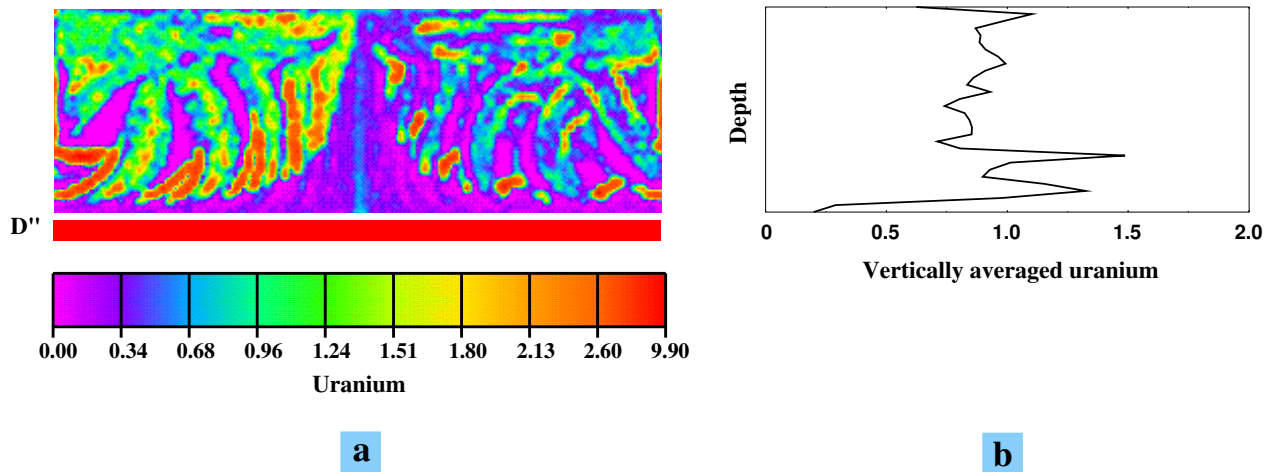 D"
0.00 0.34 0.68 0.96 1.24 1.51 1.80 2.13 2.60 9.90
Uranium
a
Depth
0 0.5 1.0 1.5 2.0
Vertically averaged uranium
b